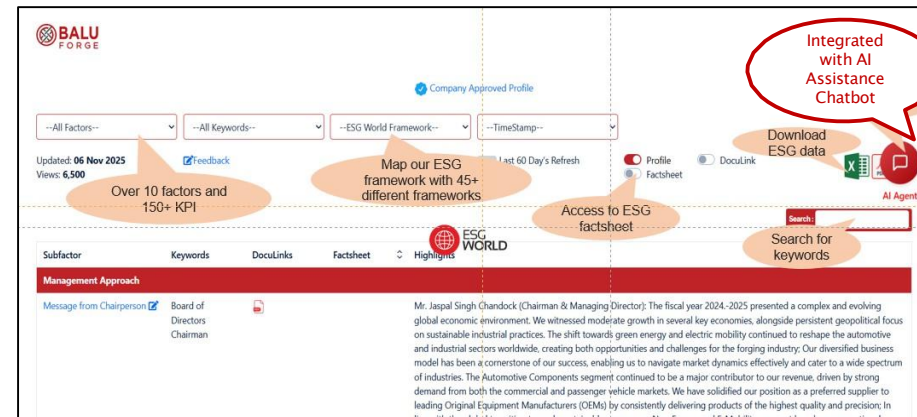 BALU
FORGE
Integrated
with AI
Assistance
Chatbot
Company Approved Profile
--All Factors--
--All Keywords--
--ESG World Framework--
--TimeStamp--
Updated: 06 Nov 2025
Feedback
Views: 6,500
Last 60 Day's Refresh
Profile
DocuLink
Factsheet
Download
ESG data
AI Agent
Over 10 factors and
150+ KPI
Map our ESG
framework with 45+
different frameworks
Access to ESG
factsheet
Search :
Search for
keywords
ESG
WORLD
Subfactor Keywords DocuLinks Factsheet Highlights
Management Approach
Message from Chairperson
Board of
Directors
Chairman
Mr. Jaspal Singh Chandock (Chairman & Managing Director): The fiscal year 2024.-2025 presented a complex and evolving
global economic environment. We witnessed moderate growth in several key economies, alongside persistent geopolitical focus
on sustainable industrial practices. The shift towards green energy and electric mobility continued to reshape the automotive
and industrial sectors worldwide, creating both opportunities and challenges for the forging industry; Our diversified business
model has been a cornerstone of our success, enabling us to navigate market dynamics effectively and cater to a wide spectrum
of industries. The Automotive Components segment continued to be a major contributor to our revenue, driven by strong
demand from both the commercial and passenger vehicle markets. We have solidified our position as a preferred supplier to
leading Original Equipment Manufacturers (OEMs) by consistently delivering products of the highest quality and precision; In